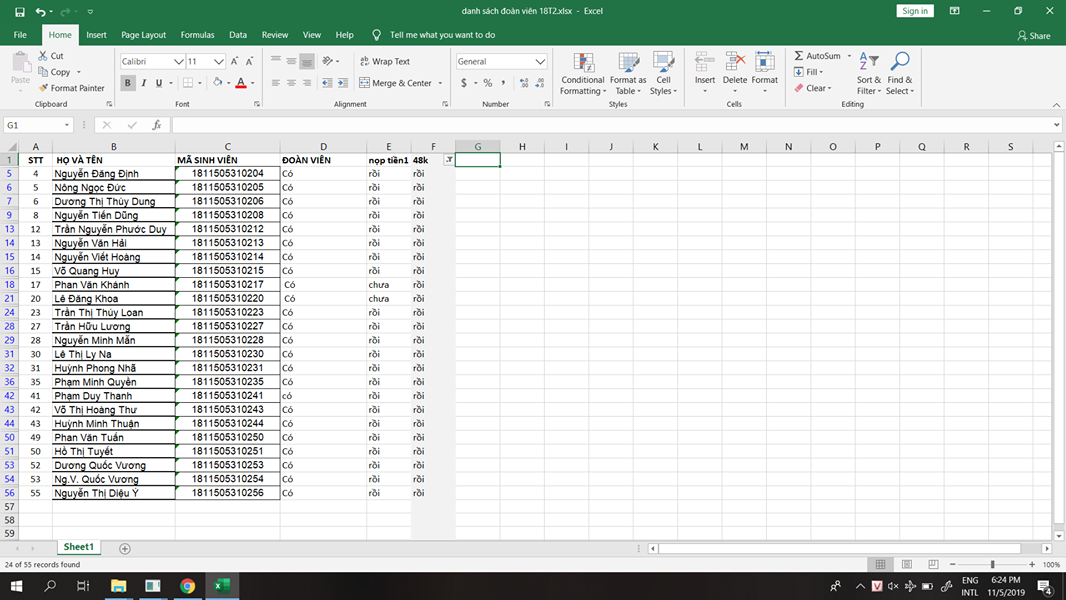 danh sách đoàn viên 18T2.xlsx - Excel
Sign in
File Home Insert Page Layout Formulas Data Review View Help Tell me what you want to do Share
Paste Cut Copy Format Painter Clipboard
Calibri 11 B I U A Font
Wrap Text Merge & Center Alignment
General $ % , Number
Conditional Formatting Format as Table Cell Styles Styles
Insert Delete Format Cells
AutoSum Fill Clear Sort & Filter Find & Select Editing
G1 fx
A B C D E F G H I J K L M N O P Q R S
1 STT HỌ VÀ TÊN MÃ SINH VIÊN ĐOÀN VIÊN nọp tiền1 48k
5 4 Nguyễn Đăng Định 1811505310204 Có rồi rồi
6 5 Nông Ngọc Đức 1811505310205 Có rồi rồi
7 6 Dương Thị Thùy Dung 1811505310206 Có rồi rồi
9 8 Nguyễn Tiến Dũng 1811505310208 Có rồi rồi
13 12 Trần Nguyễn Phước Duy 1811505310212 Có rồi rồi
14 13 Nguyễn Văn Hải 1811505310213 Có rồi rồi
15 14 Nguyễn Viết Hoàng 1811505310214 Có rồi rồi
16 15 Võ Quang Huy 1811505310215 Có rồi rồi
18 17 Phan Văn Khánh 1811505310217 Có chưa rồi
21 20 Lê Đăng Khoa 1811505310220 Có chưa rồi
24 23 Trần Thị Thúy Loan 1811505310223 Có rồi rồi
28 27 Trần Hữu Lương 1811505310227 Có rồi rồi
29 28 Nguyễn Minh Mẫn 1811505310228 Có rồi rồi
31 30 Lê Thị Ly Na 1811505310230 Có rồi rồi
32 31 Huỳnh Phong Nhã 1811505310231 Có rồi rồi
36 35 Phạm Minh Quyền 1811505310235 Có rồi rồi
42 41 Phạm Duy Thanh 1811505310241 có rồi rồi
43 42 Võ Thị Hoàng Thư 1811505310243 Có rồi rồi
44 43 Huỳnh Minh Thuận 1811505310244 Có rồi rồi
50 49 Phan Văn Tuấn 1811505310250 Có rồi rồi
51 50 Hồ Thị Tuyết 1811505310251 Có rồi rồi
53 52 Dương Quốc Vương 1811505310253 Có rồi rồi
54 53 Ng.V. Quốc Vương 1811505310254 Có rồi rồi
56 55 Nguyễn Thị Diệu Ý 1811505310256 Có rồi rồi
57
58
59
Sheet1
24 of 55 records found 100%
ENG 6:24 PM
INTL 11/5/2019 4